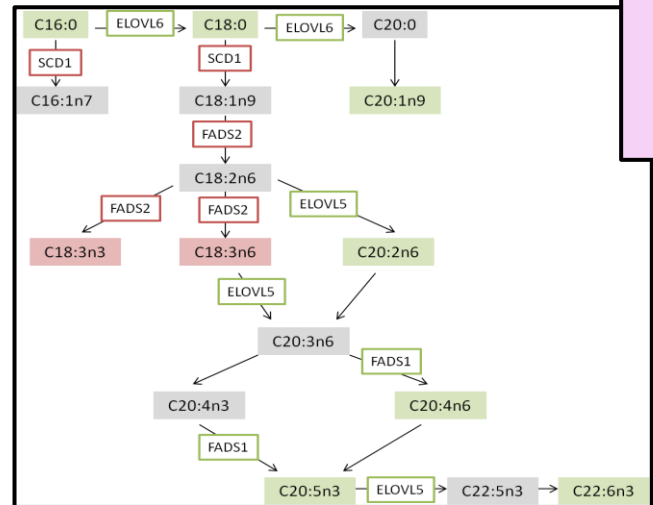 C16:0 ELOVL6 C18:0 ELOVL6 C20:0
SCD1 SCD1
C16:1n7 C18:1n9 C20:1n9
FADS2
C18:2n6
FADS2 FADS2 ELOVL5
C18:3n3 C18:3n6 C20:2n6
ELOVL5
C20:3n6
FADS1
C20:4n3 C20:4n6
FADS1
C20:5n3 ELOVL5 C22:5n3 C22:6n3